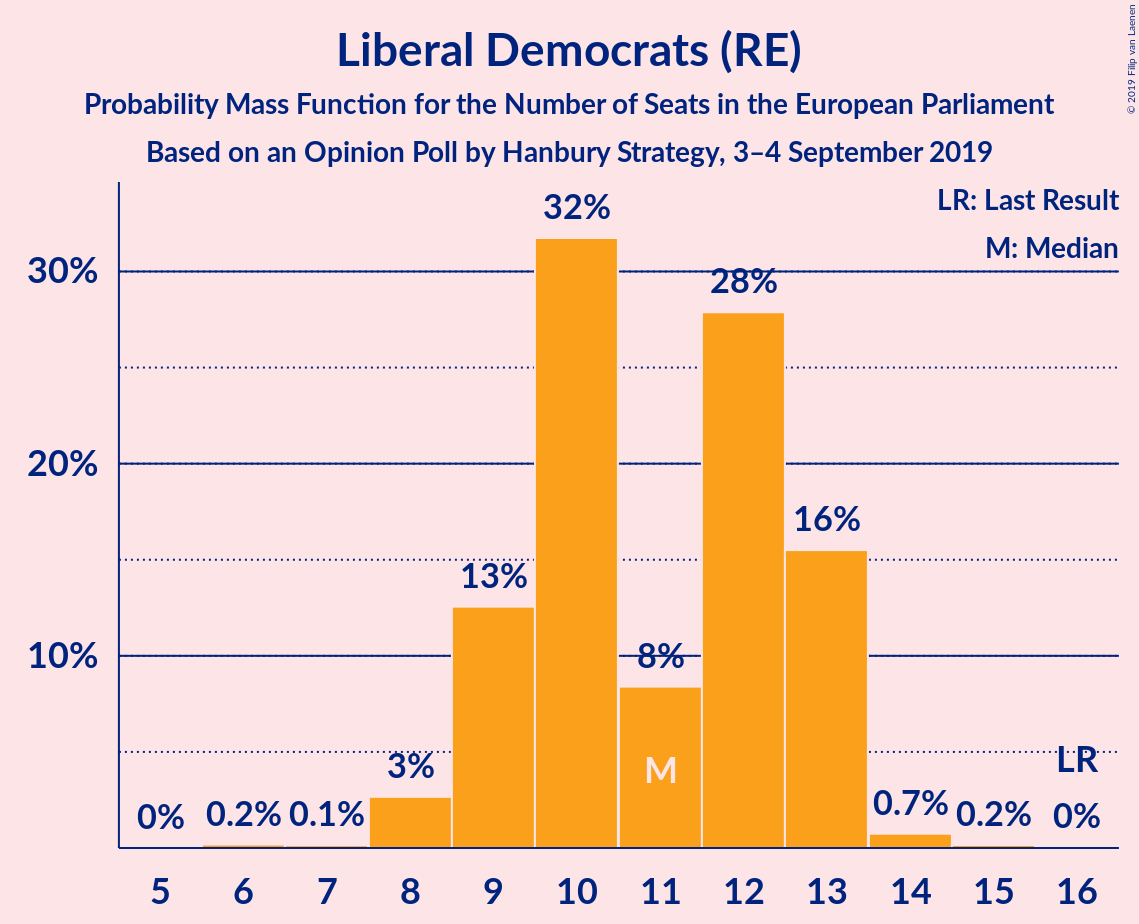 Liberal Democrats (RE)
Probability Mass Function for the Number of Seats in the European Parliament
Based on an Opinion Poll by Hanbury Strategy, 3–4 September 2019
© 2019 Filip van Laenen
LR: Last Result
M: Median
30%
20%
10%
0%
0.2%
0.1%
3%
13%
32%
8%
M
28%
16%
0.7%
0.2%
LR
0%
5 6 7 8 9 10 11 12 13 14 15 16